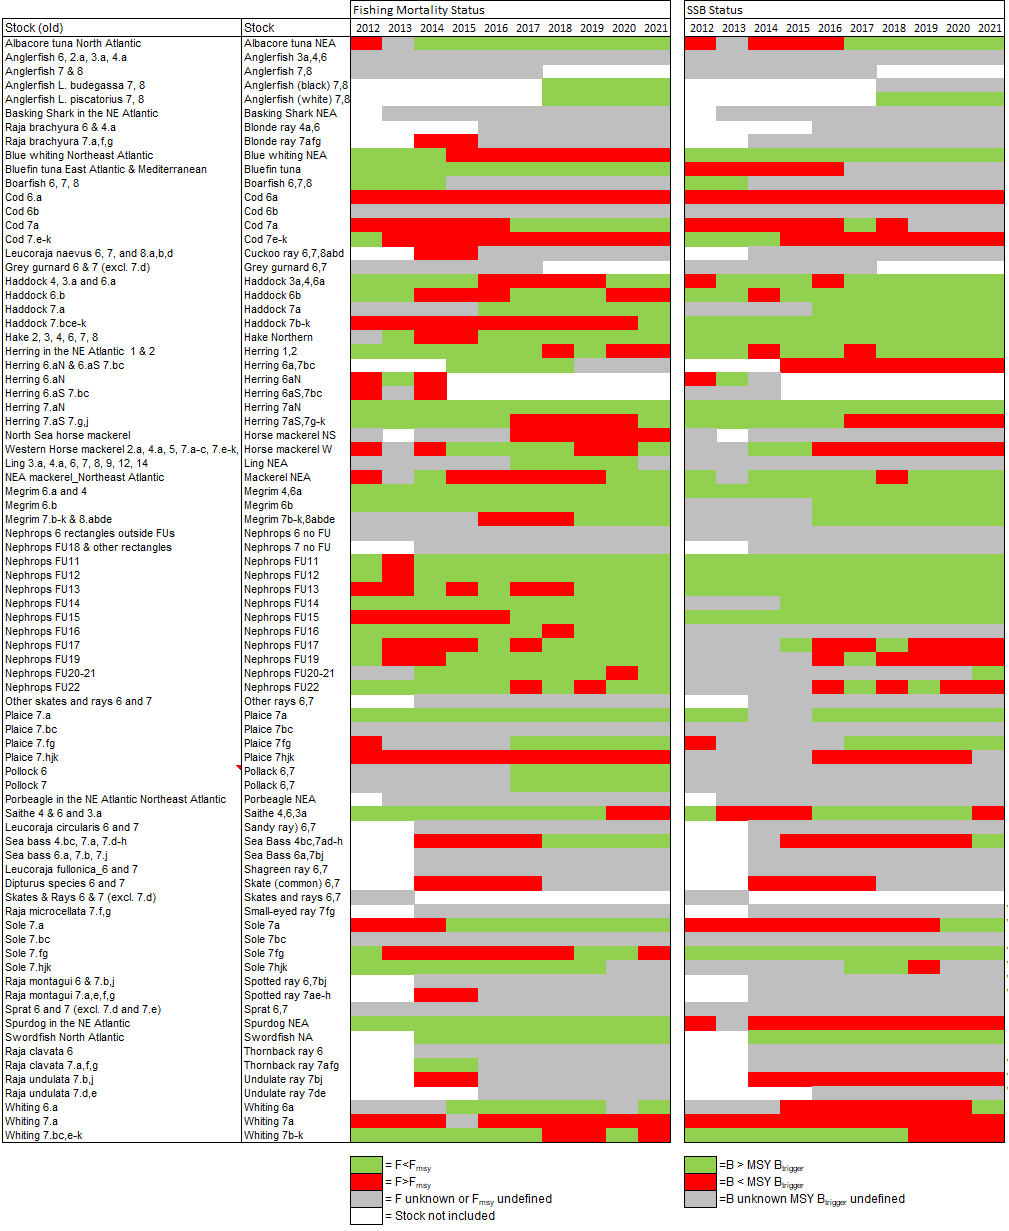 Fishing Mortality Status SSB Status
Stock (old) Stock 2012 2013 2014 2015 2016 2017 2018 2019 2020 2021 2012 2013 2014 2015 2016 2017 2018 2019 2020 2021
Albacore tuna North Atlantic Albacore tuna NEA
Anglerfish 6, 2.a, 3.a, 4.a Anglerfish 3a,4,6
Anglerfish 7 & 8 Anglerfish 7,8
Anglerfish L. budegassa 7, 8 Anglerfish (black) 7,8
Anglerfish L. piscatorius 7, 8 Anglerfish (white) 7,8
Basking Shark in the NE Atlantic Basking Shark NEA
Raja brachyura 6 & 4.a Blonde ray 4a,6
Raja brachyura 7.a,f,g Blonde ray 7afg
Blue whiting Northeast Atlantic Blue whiting NEA
Bluefin tuna East Atlantic & Mediterranean Bluefin tuna
Boarfish 6, 7, 8 Boarfish 6,7,8
Cod 6.a Cod 6a
Cod 6b Cod 6b
Cod 7.a Cod 7a
Cod 7.e-k Cod 7e-k
Leucoraja naevus 6, 7, and 8.a,b,d Cuckoo ray 6,7,8abd
Grey gurnard 6 & 7 (excl. 7.d) Grey gurnard 6,7
Haddock 4, 3.a and 6.a Haddock 3a,4,6a
Haddock 6.b Haddock 6b
Haddock 7.a Haddock 7a
Haddock 7.bce-k Haddock 7b-k
Hake 2, 3, 4, 6, 7, 8 Hake Northern
Herring in the NE Atlantic 1 & 2 Herring 1,2
Herring 6.aN & 6.aS 7.bc Herring 6a,7bc
Herring 6.aN Herring 6aN
Herring 6.aS 7.bc Herring 6aS,7bc
Herring 7.aN Herring 7aN
Herring 7.aS 7.g,j Herring 7aS,7g-k
North Sea horse mackerel Horse mackerel NS
Western Horse mackerel 2.a, 4.a, 5, 7.a-c, 7.e-k, Horse mackerel W
Ling 3.a, 4.a, 6, 7, 8, 9, 12, 14 Ling NEA
NEA mackerel_Northeast Atlantic Mackerel NEA
Megrim 6.a and 4 Megrim 4,6a
Megrim 6.b Megrim 6b
Megrim 7.b-k & 8.abde Megrim 7b-k,8abde
Nephrops 6 rectangles outside FUs Nephrops 6 no FU
Nephrops FU18 & other rectangles Nephrops 7 no FU
Nephrops FU11 Nephrops FU11
Nephrops FU12 Nephrops FU12
Nephrops FU13 Nephrops FU13
Nephrops FU14 Nephrops FU14
Nephrops FU15 Nephrops FU15
Nephrops FU16 Nephrops FU16
Nephrops FU17 Nephrops FU17
Nephrops FU19 Nephrops FU19
Nephrops FU20-21 Nephrops FU20-21
Nephrops FU22 Nephrops FU22
Other skates and rays 6 and 7 Other rays 6,7
Plaice 7.a Plaice 7a
Plaice 7.bc Plaice 7bc
Plaice 7.fg Plaice 7fg
Plaice 7.hjk Plaice 7hjk
Pollock 6 Pollack 6,7
Pollock 7 Pollack 6,7
Porbeagle in the NE Atlantic Northeast Atlantic Porbeagle NEA
Saithe 4 & 6 and 3.a Saithe 4,6,3a
Leucoraja circularis 6 and 7 Sandy ray) 6,7
Sea bass 4.bc, 7.a, 7.d-h Sea Bass 4bc,7ad-h
Sea bass 6.a, 7.b, 7.j Sea Bass 6a,7bj
Leucoraja fullonica_6 and 7 Shagreen ray 6,7
Dipturus species 6 and 7 Skate (common) 6,7
Skates & Rays 6 & 7 (excl. 7.d) Skates and rays 6,7
Raja microcellata 7.f,g Small-eyed ray 7fg
Sole 7.a Sole 7a
Sole 7.bc Sole 7bc
Sole 7.fg Sole 7fg
Sole 7.hjk Sole 7hjk
Raja montagui 6 & 7.b,j Spotted ray 6,7bj
Raja montagui 7.a,e,f,g Spotted ray 7ae-h
Sprat 6 and 7 (excl. 7.d and 7.e) Sprat 6,7
Spurdog in the NE Atlantic Spurdog NEA
Swordfish North Atlantic Swordfish NA
Raja clavata 6 Thornback ray 6
Raja clavata 7.a,f,g Thornback ray 7afg
Raja undulata 7.b,j Undulate ray 7bj
Raja undulata 7.d,e Undulate ray 7de
Whiting 6.a Whiting 6a
Whiting 7.a Whiting 7a
Whiting 7.bc,e-k Whiting 7b-k
= F<Fmsy =B > MSY Btrigger
= F>Fmsy =B < MSY Btrigger
= F unknown or Fmsy undefined =B unknown MSY Btrigger undefined
= Stock not included